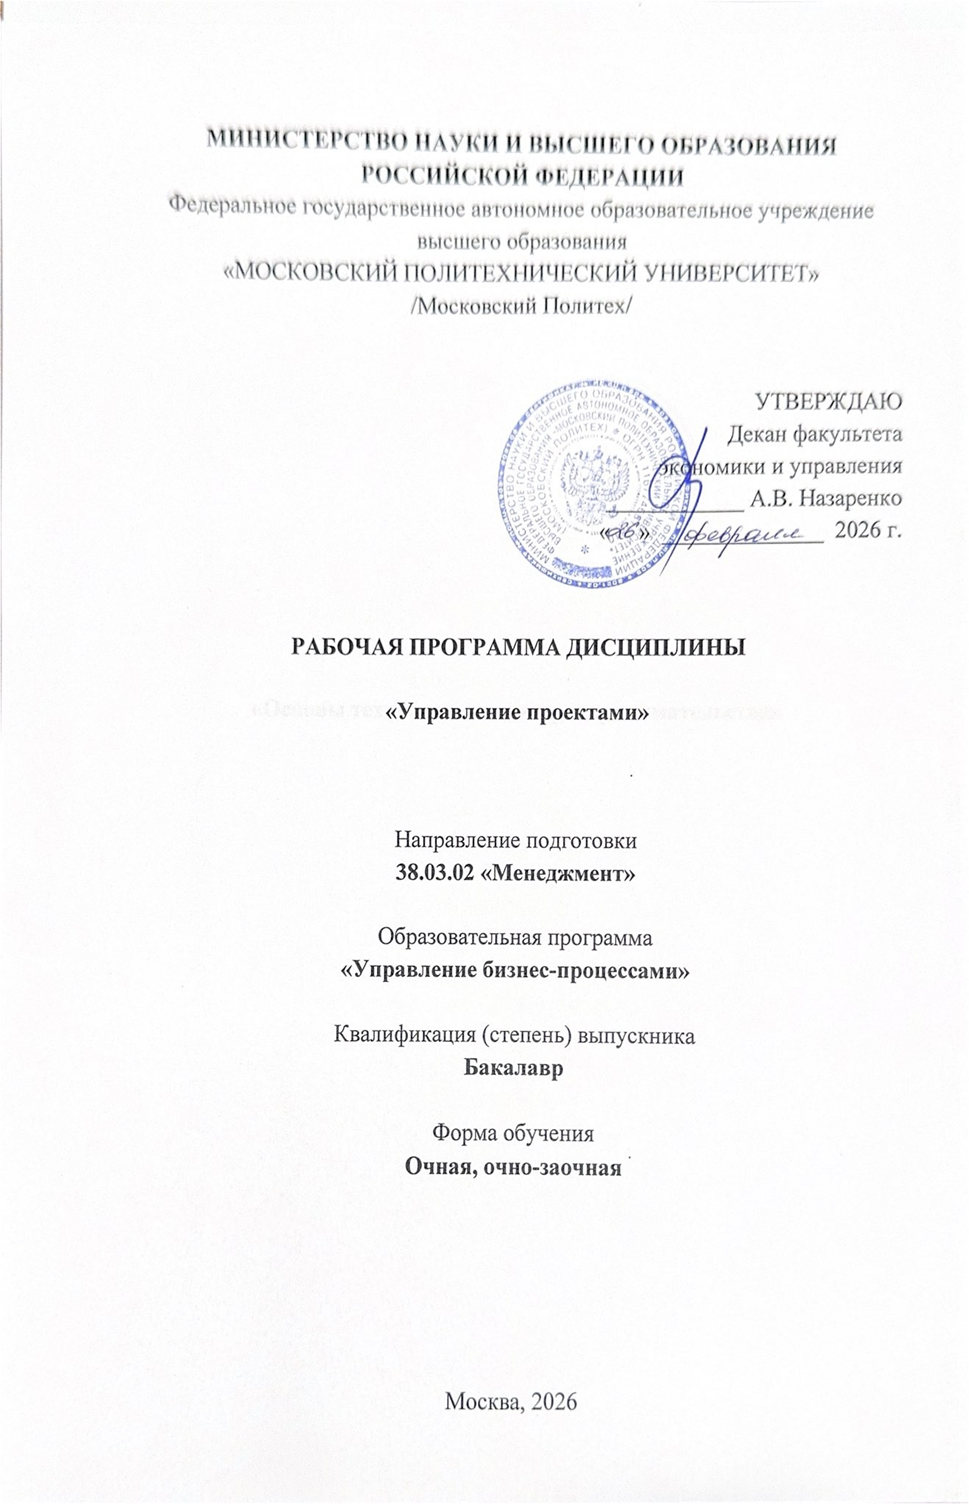 МИНИСТЕРСТВО НАУКИ И ВЫСШЕГО ОБРАЗОВАНИЯ
РОССИЙСКОЙ ФЕДЕРАЦИИ
Федеральное государственное автономное образовательное учреждение
высшего образования
«МОСКОВСКИЙ ПОЛИТЕХНИЧЕСКИЙ УНИВЕРСИТЕТ»
/Московский Политех/
УТВЕРЖДАЮ
Декан факультета
экономики и управления
А.В. Назаренко
«26» февраля 2026 г.
РАБОЧАЯ ПРОГРАММА ДИСЦИПЛИНЫ
«Управление проектами»
Направление подготовки
38.03.02 «Менеджмент»
Образовательная программа
«Управление бизнес-процессами»
Квалификация (степень) выпускника
Бакалавр
Форма обучения
Очная, очно-заочная
Москва, 2026